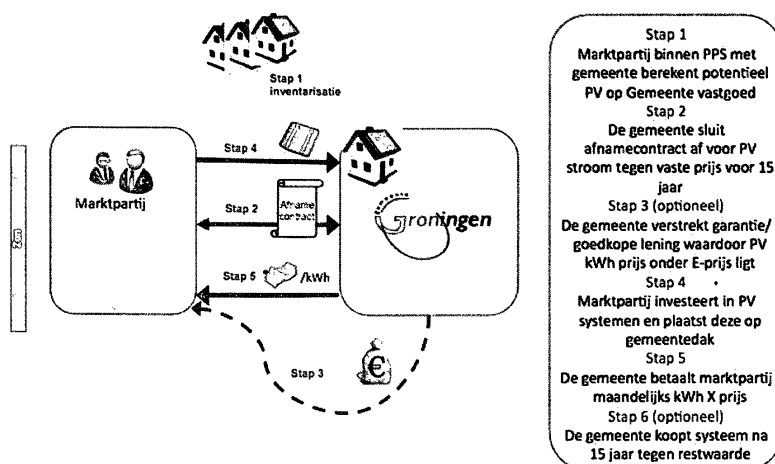 Stap 1
inventarisatie
Stap 4
Marktpartij
Stap 2
Afname
contract
Groningen
Stap 5
/kWh
Stap 3
€
Stap 1
Marktpartij binnen PPS met
gemeente berekent potentieel
PV op Gemeente vastgoed
Stap 2
De gemeente sluit
afnamecontract af voor PV
stroom tegen vaste prijs voor 15
jaar
Stap 3 (optioneel)
De gemeente verstrekt garantie/
goedkope lening waardoor PV
kWh prijs onder E-prijs ligt
Stap 4
Marktpartij investeert in PV
systemen en plaatst deze op
gemeentedak
Stap 5
De gemeente betaalt marktpartij
maandelijks kWh X prijs
Stap 6 (optioneel)
De gemeente koopt systeem na
15 jaar tegen restwaarde